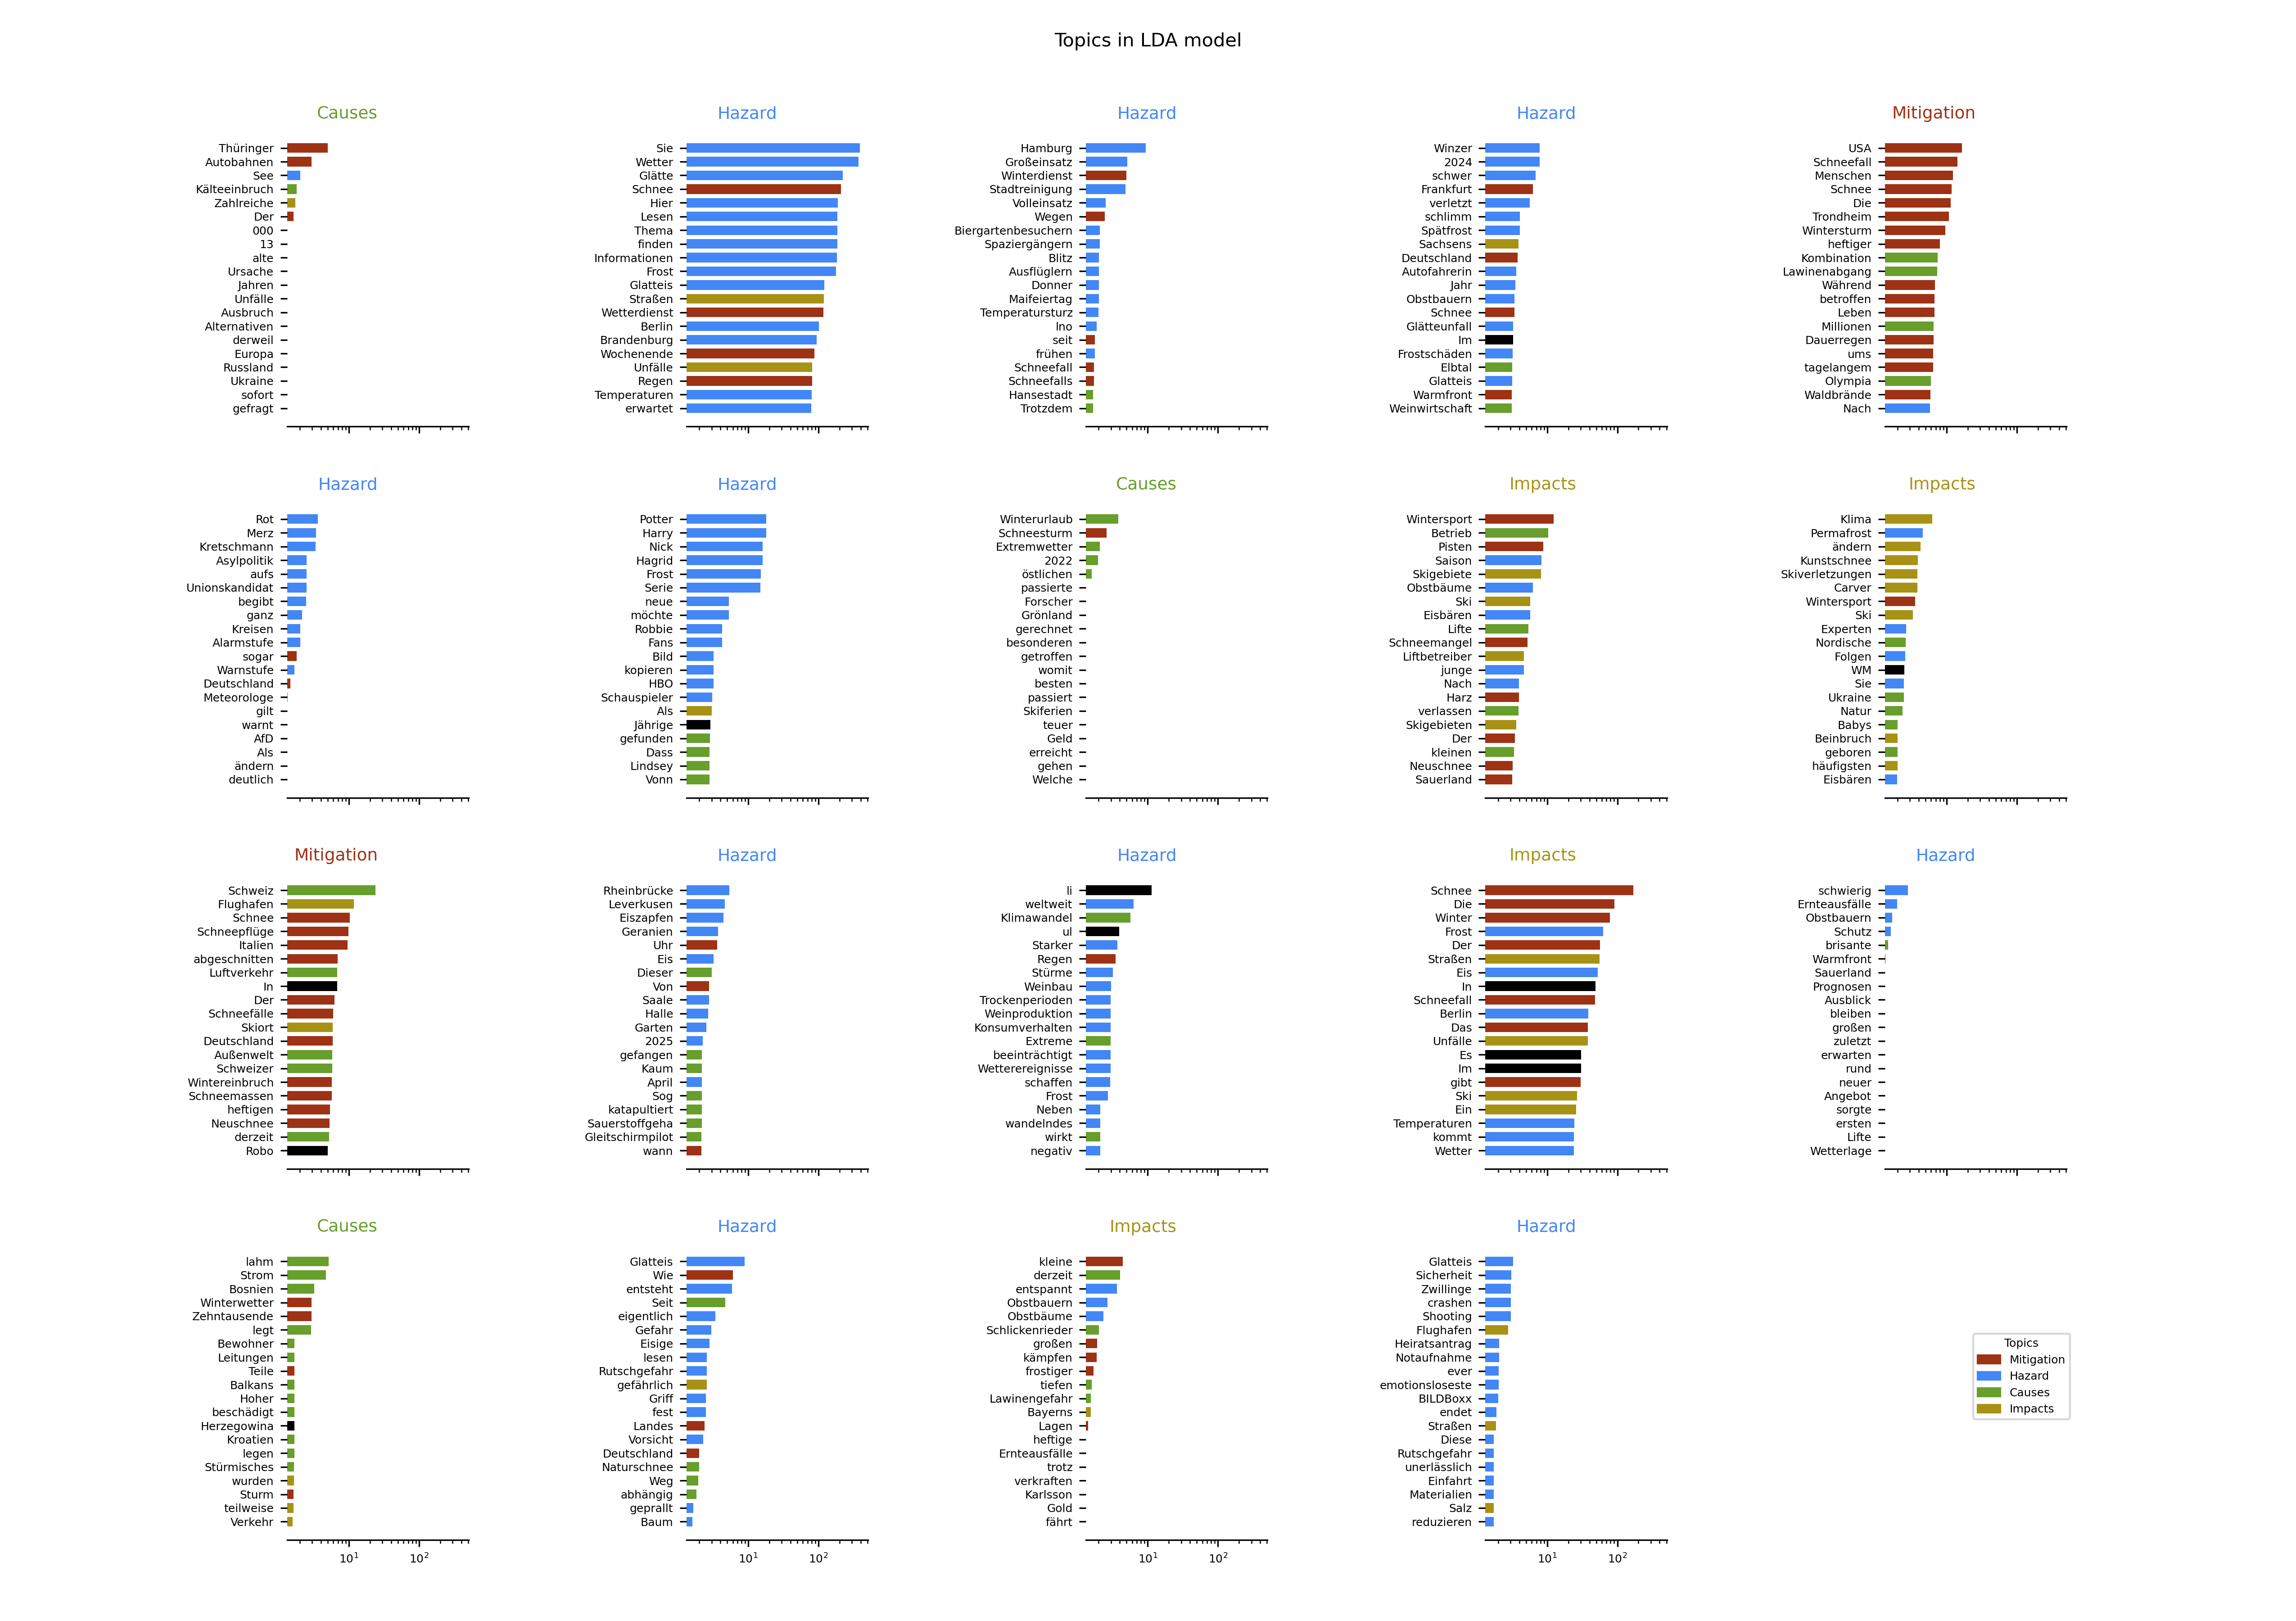 Topics in LDA model
Causes
Thüringer
Autobahnen
See
Kälteeinbruch
Zahlreiche
Der
000
13
alte
Ursache
Jahren
Unfälle
Ausbruch
Alternativen
derweil
Europa
Russland
Ukraine
sofort
gefragt
Hazard
Sie
Wetter
Glätte
Schnee
Hier
Lesen
Thema
finden
Informationen
Frost
Glatteis
Straßen
Wetterdienst
Berlin
Brandenburg
Wochenende
Unfälle
Regen
Temperaturen
erwartet
Hazard
Hamburg
Großeinsatz
Winterdienst
Stadtreinigung
Volleinsatz
Wegen
Biergartenbesuchern
Spaziergängern
Blitz
Ausflüglern
Donner
Maifeiertag
Temperatursturz
Ino
seit
frühen
Schneefall
Schneefalls
Hansestadt
Trotzdem
Hazard
Winzer
2024
schwer
Frankfurt
verletzt
schlimm
Spätfrost
Sachsens
Deutschland
Autofahrerin
Jahr
Obstbauern
Schnee
Glätteunfall
Im
Frostschäden
Elbtal
Glatteis
Warmfront
Weinwirtschaft
Mitigation
USA
Schneefall
Menschen
Schnee
Die
Trondheim
Wintersturm
heftiger
Kombination
Lawinenabgang
Während
betroffen
Leben
Millionen
Dauerregen
ums
tagelangem
Olympia
Waldbrände
Nach
Hazard
Rot
Merz
Kretschmann
Asylpolitik
aufs
Unionskandidat
begibt
ganz
Kreisen
Alarmstufe
sogar
Warnstufe
Deutschland
Meteorologe
gilt
warnt
AfD
Als
ändern
deutlich
Hazard
Potter
Harry
Nick
Hagrid
Frost
Serie
neue
möchte
Robbie
Fans
Bild
kopieren
HBO
Schauspieler
Als
Jährige
gefunden
Dass
Lindsey
Vonn
Causes
Winterurlaub
Schneesturm
Extremwetter
2022
östlichen
passierte
Forscher
Grönland
gerechnet
besonderen
getroffen
womit
besten
passiert
Skiferien
teuer
Geld
erreicht
gehen
Welche
Impacts
Wintersport
Betrieb
Pisten
Saison
Skigebiete
Obstbäume
Ski
Eisbären
Lifte
Schneemangel
Liftbetreiber
junge
Nach
Harz
verlassen
Skigebieten
Der
kleinen
Neuschnee
Sauerland
Impacts
Klima
Permafrost
ändern
Kunstschnee
Skiverletzungen
Carver
Wintersport
Ski
Experten
Nordische
Folgen
WM
Sie
Ukraine
Natur
Babys
Beinbruch
geboren
häufigsten
Eisbären
Mitigation
Schweiz
Flughafen
Schnee
Schneepflüge
Italien
abgeschnitten
Luftverkehr
In
Der
Schneefälle
Skiort
Deutschland
Außenwelt
Schweizer
Wintereinbruch
Schneemassen
heftigen
Neuschnee
derzeit
Robo
Hazard
Rheinbrücke
Leverkusen
Eiszapfen
Geranien
Uhr
Eis
Dieser
Von
Saale
Halle
Garten
2025
gefangen
Kaum
April
Sog
katapultiert
Sauerstoffgeha
Gleitschirmpilot
wann
Hazard
li
weltweit
Klimawandel
ul
Starker
Regen
Stürme
Weinbau
Trockenperioden
Weinproduktion
Konsumverhalten
Extreme
beeinträchtigt
Wetterereignisse
schaffen
Frost
Neben
wandelndes
wirkt
negativ
Impacts
Schnee
Die
Winter
Frost
Der
Straßen
Eis
In
Schneefall
Berlin
Das
Unfälle
Es
Im
gibt
Ski
Ein
Temperaturen
kommt
Wetter
Hazard
schwierig
Ernteausfälle
Obstbauern
Schutz
brisante
Warmfront
Sauerland
Prognosen
Ausblick
bleiben
großen
zuletzt
erwarten
rund
neuer
Angebot
sorgte
ersten
Lifte
Wetterlage
Causes
lahm
Strom
Bosnien
Winterwetter
Zehntausende
legt
Bewohner
Leitungen
Teile
Balkans
Hoher
beschädigt
Herzegowina
Kroatien
legen
Stürmisches
wurden
Sturm
teilweise
Verkehr
10¹ 10²
Hazard
Glatteis
Wie
entsteht
Seit
eigentlich
Gefahr
Eisige
lesen
Rutschgefahr
gefährlich
Griff
fest
Landes
Vorsicht
Deutschland
Naturschnee
Weg
abhängig
geprallt
Baum
10¹ 10²
Impacts
kleine
derzeit
entspannt
Obstbauern
Obstbäume
Schlickenrieder
großen
kämpfen
frostiger
tiefen
Lawinengefahr
Bayerns
Lagen
heftige
Ernteausfälle
trotz
verkraften
Karlsson
Gold
fährt
10¹ 10²
Hazard
Glatteis
Sicherheit
Zwillinge
crashen
Shooting
Flughafen
Heiratsantrag
Notaufnahme
ever
emotionsloseste
BILDBoxx
endet
Straßen
Diese
Rutschgefahr
unerlässlich
Einfahrt
Materialien
Salz
reduzieren
10¹ 10²
Topics
Mitigation
Hazard
Causes
Impacts